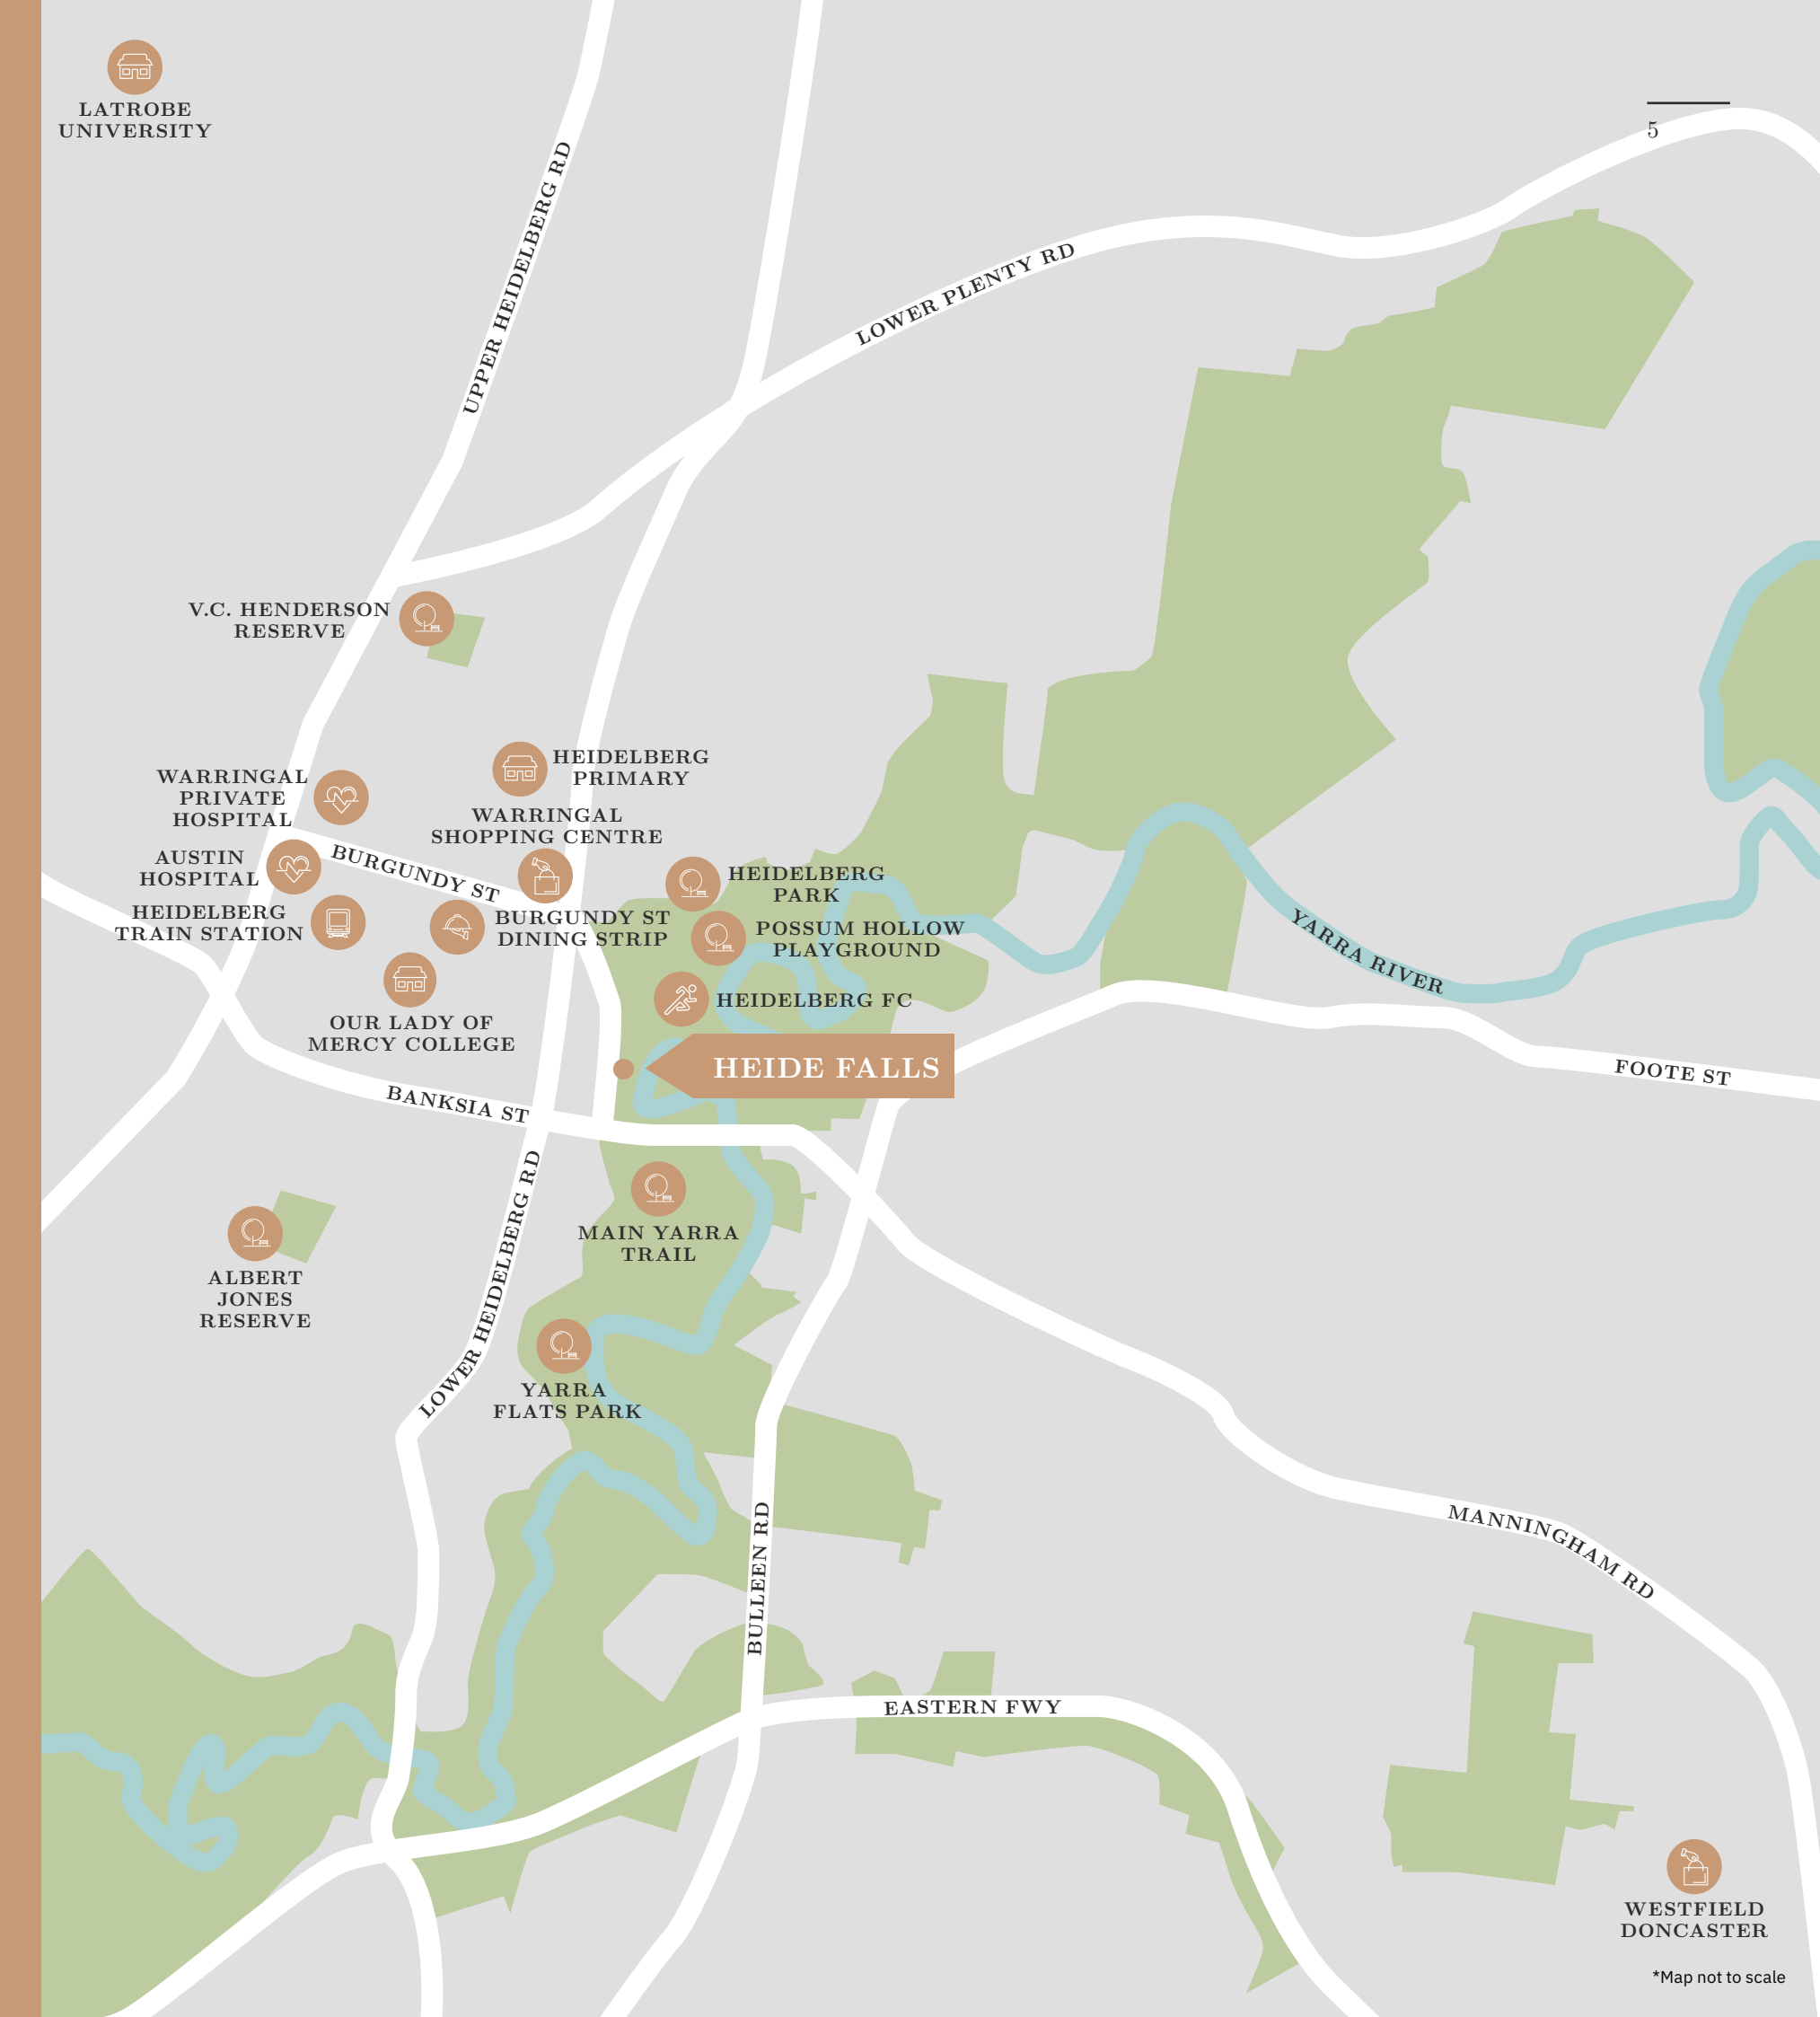 LATROBE
UNIVERSITY
5
UPPER HEIDELBERG RD
LOWER PLENTY RD
V.C. HENDERSON
RESERVE
HEIDELBERG
PRIMARY
WARRINGAL
PRIVATE
HOSPITAL
WARRINGAL
SHOPPING CENTRE
AUSTIN
HOSPITAL
BURGUNDY ST
HEIDELBERG
PARK
HEIDELBERG
TRAIN STATION
BURGUNDY ST
DINING STRIP
POSSUM HOLLOW
PLAYGROUND
YARRA RIVER
HEIDELBERG FC
OUR LADY OF
MERCY COLLEGE
HEIDE FALLS
FOOTE ST
BANKSIA ST
LOWER HEIDELBERG RD
MAIN YARRA
TRAIL
ALBERT
JONES
RESERVE
YARRA
FLATS PARK
BULLEEN RD
MANNINGHAM RD
EASTERN FWY
WESTFIELD
DONCASTER
*Map not to scale